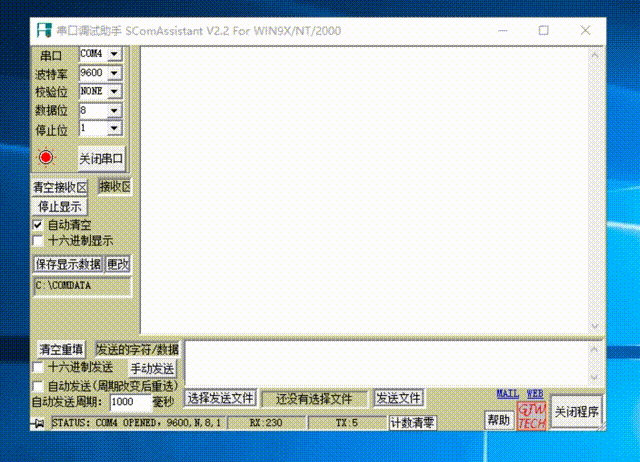 串口调试助手 SComAssistant V2.2 For WIN9X/NT/2000
串口 COM4
波特率 9600
校验位 NONE
数据位 8
停止位 1
关闭串口
清空接收区 接收区
停止显示
自动清空
十六进制显示
保存显示数据 更改
C:\COMDATA
清空重填 发送的字符/数据
十六进制发送 手动发送
自动发送(周期改变后重选)
自动发送周期: 1000 毫秒 选择发送文件 还没有选择文件 发送文件
MAIL WEB
帮助 GJW TECH 关闭程序
STATUS: COM4 OPENED, 9600,N,8,1 RX:230 TX:5 计数清零